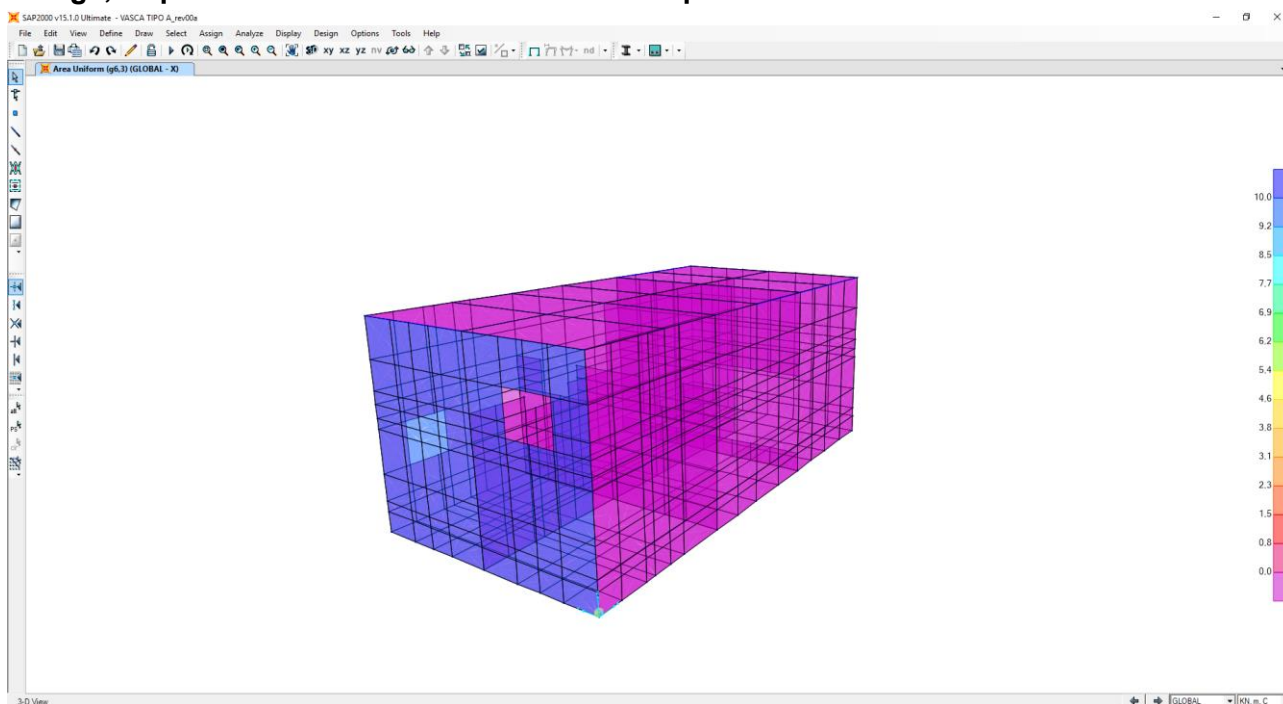 SAP2000 v15.1.0 Ultimate - VASCA TIPO A_rev00a
File Edit View Define Draw Select Assign Analyze Display Design Options Tools Help
xy xz yz nv nd
Area Uniform (g6,3) (GLOBAL - X)
10.0
9.2
8.5
7.7
6.9
6.2
5.4
4.6
3.8
3.1
2.3
1.5
0.8
0.0
3-D View
GLOBAL
KN, m, C